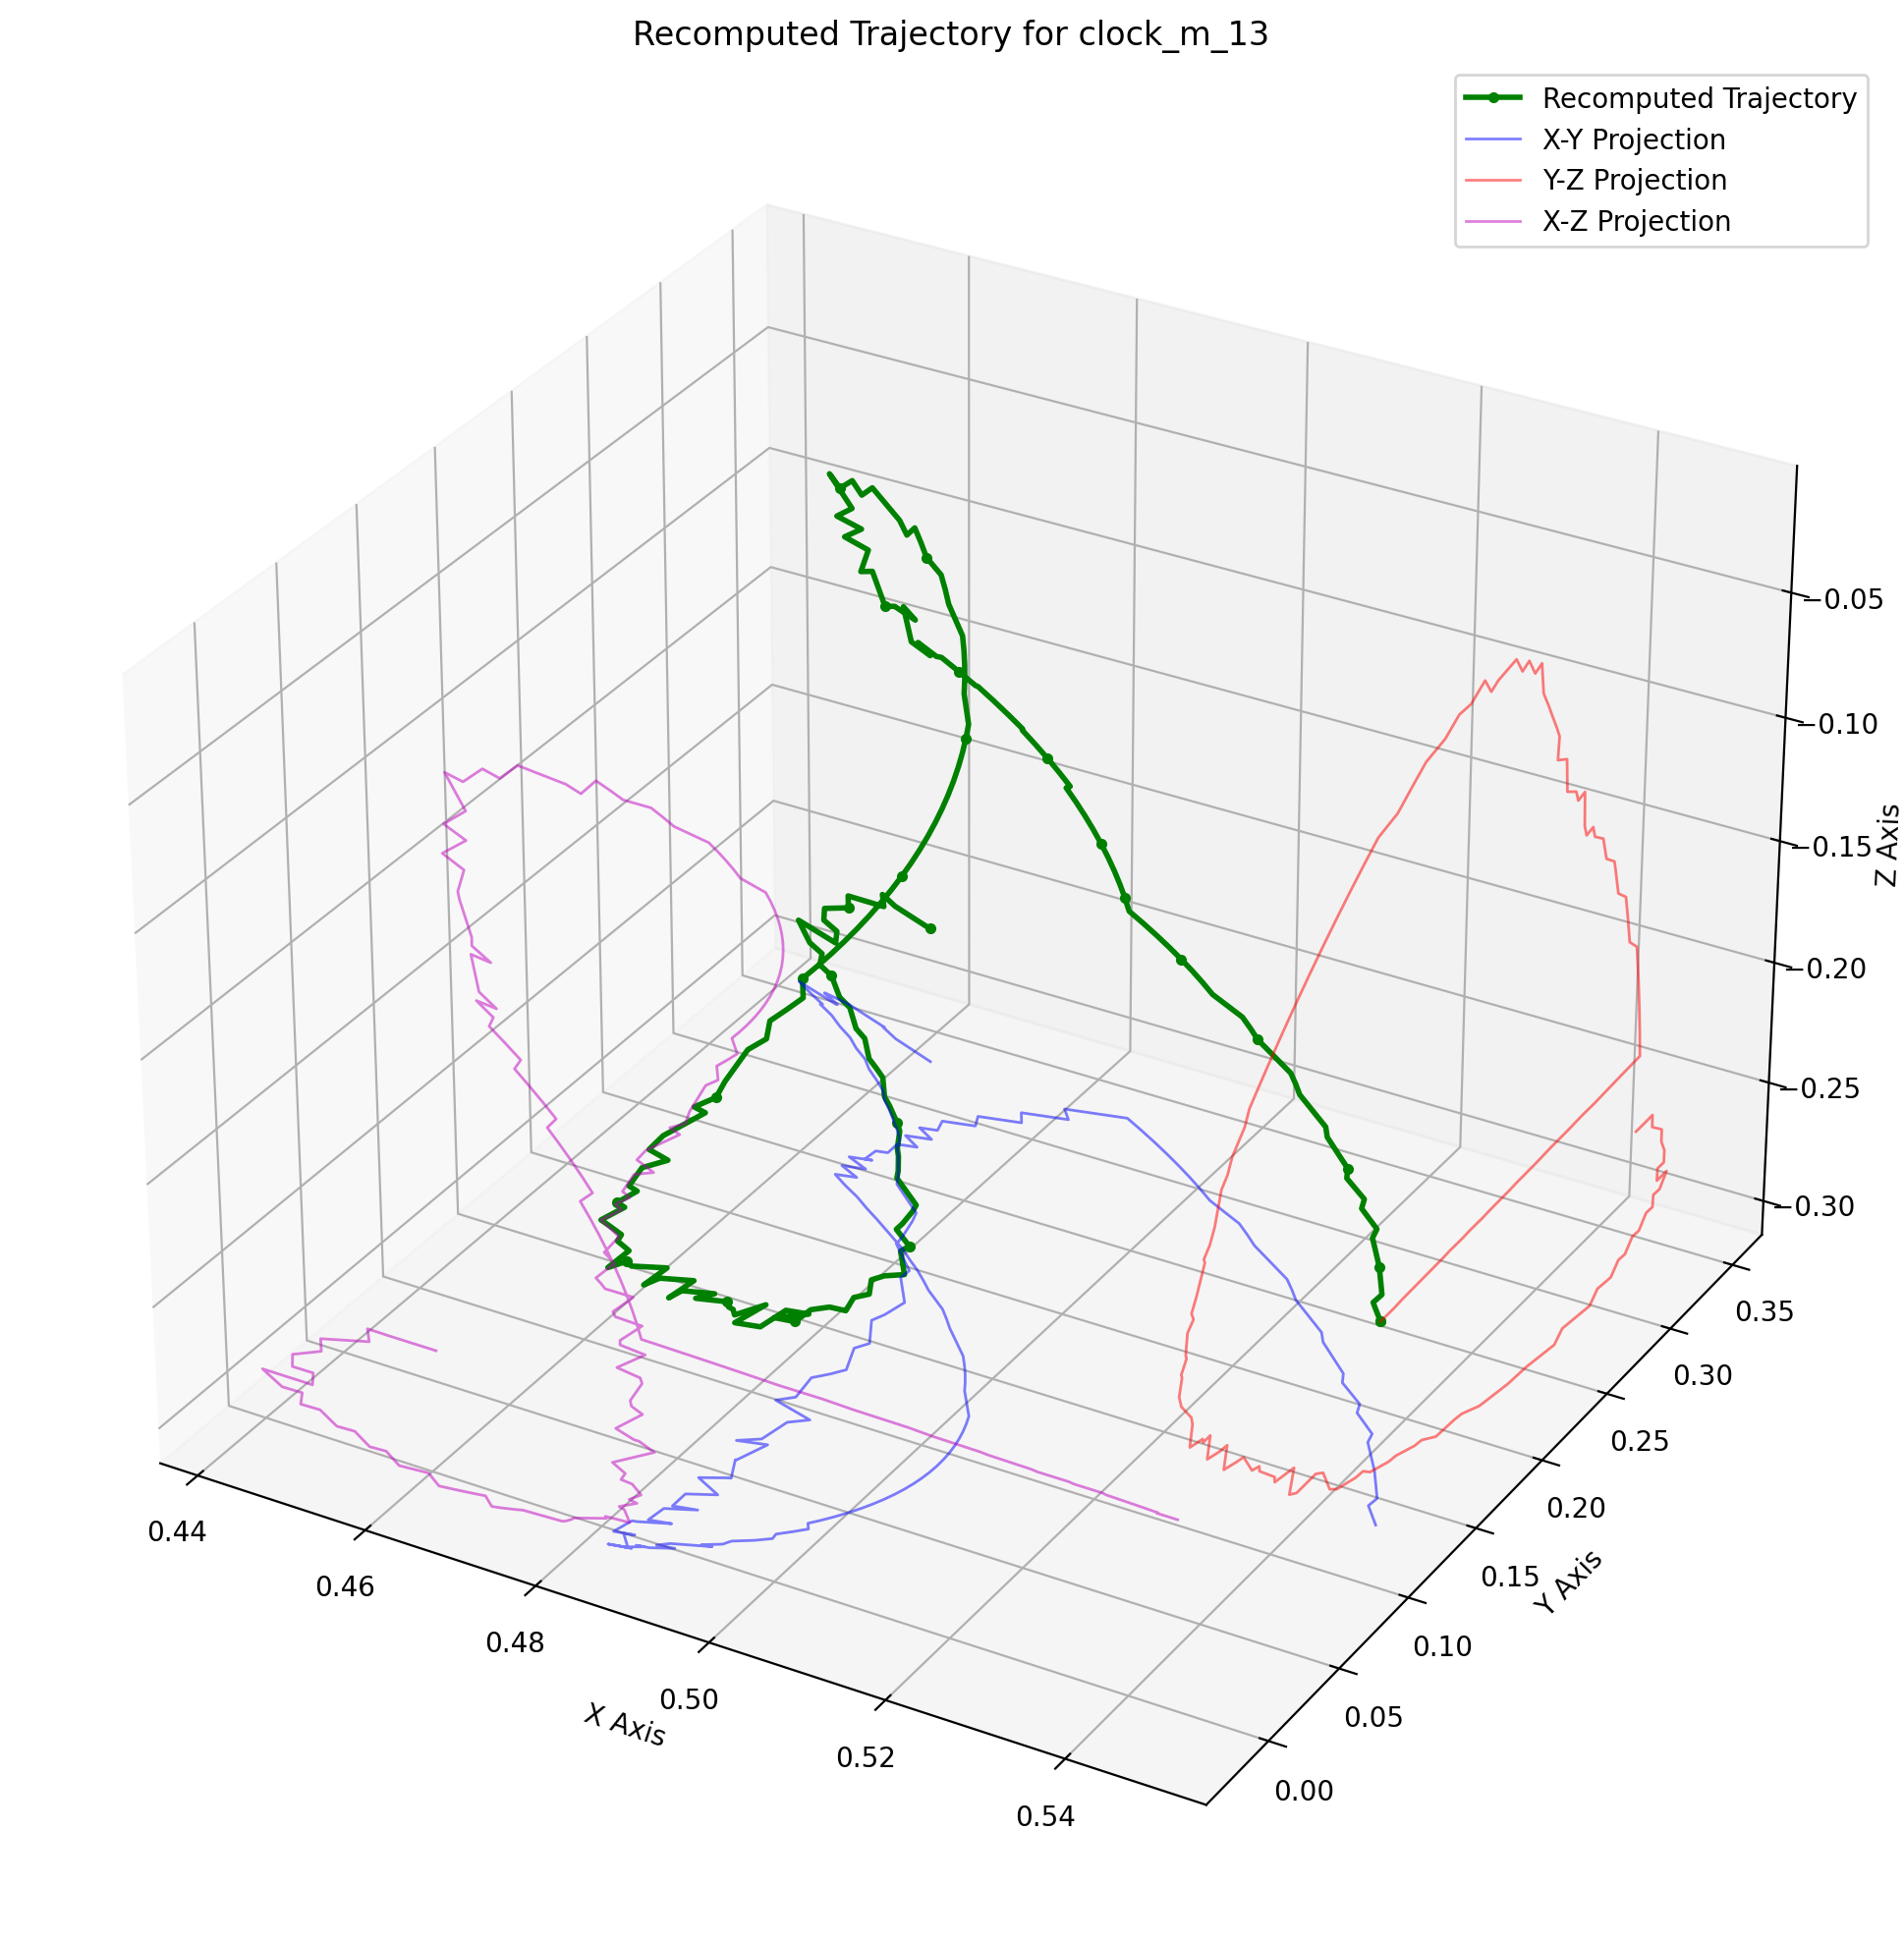 Recomputed Trajectory for clock_m_13
Recomputed Trajectory
X-Y Projection
Y-Z Projection
X-Z Projection
−0.05
−0.10
−0.15
−0.20
−0.25
−0.30
Z Axis
0.35
0.30
0.25
0.20
0.15
0.10
0.05
0.00
Y Axis
0.44
0.46
0.48
0.50
0.52
0.54
X Axis